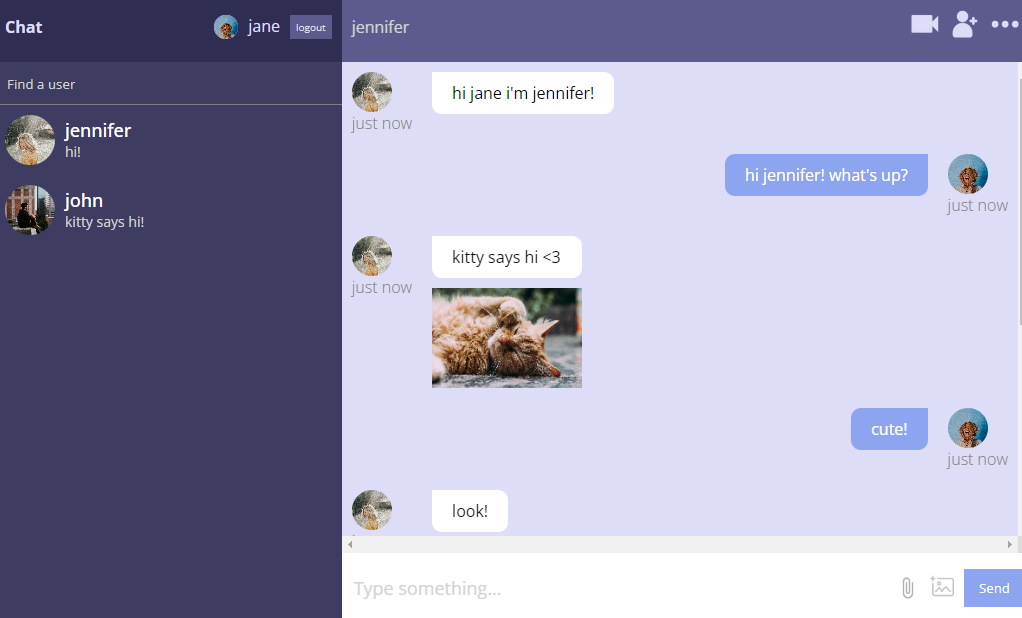 Chat
jane
logout
Find a user
jennifer
hi!
john
kitty says hi!
jennifer
hi jane i'm jennifer!
just now
hi jennifer! what's up?
just now
kitty says hi <3
just now
cute!
just now
look!
Type something...
Send